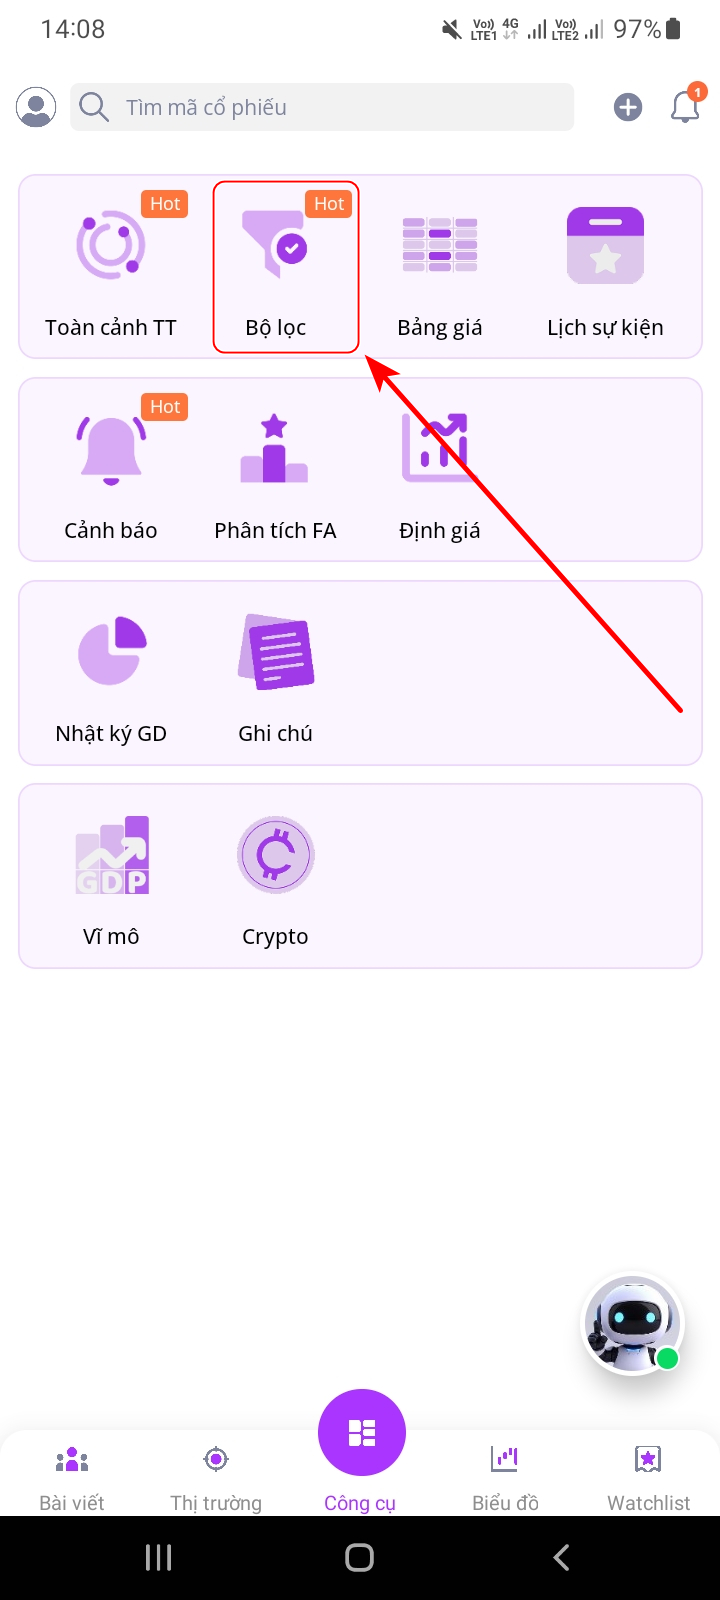 14:08
Vo)) 4G Vo)) 97%
LTE1 LTE2
Tìm mã cổ phiếu
1
Hot
Hot
Toàn cảnh TT
Bộ lọc
Bảng giá
Lịch sự kiện
Hot
Cảnh báo
Phân tích FA
Định giá
Nhật ký GD
Ghi chú
GDP
Vĩ mô
Crypto
Bài viết
Thị trường
Công cụ
Biểu đồ
Watchlist